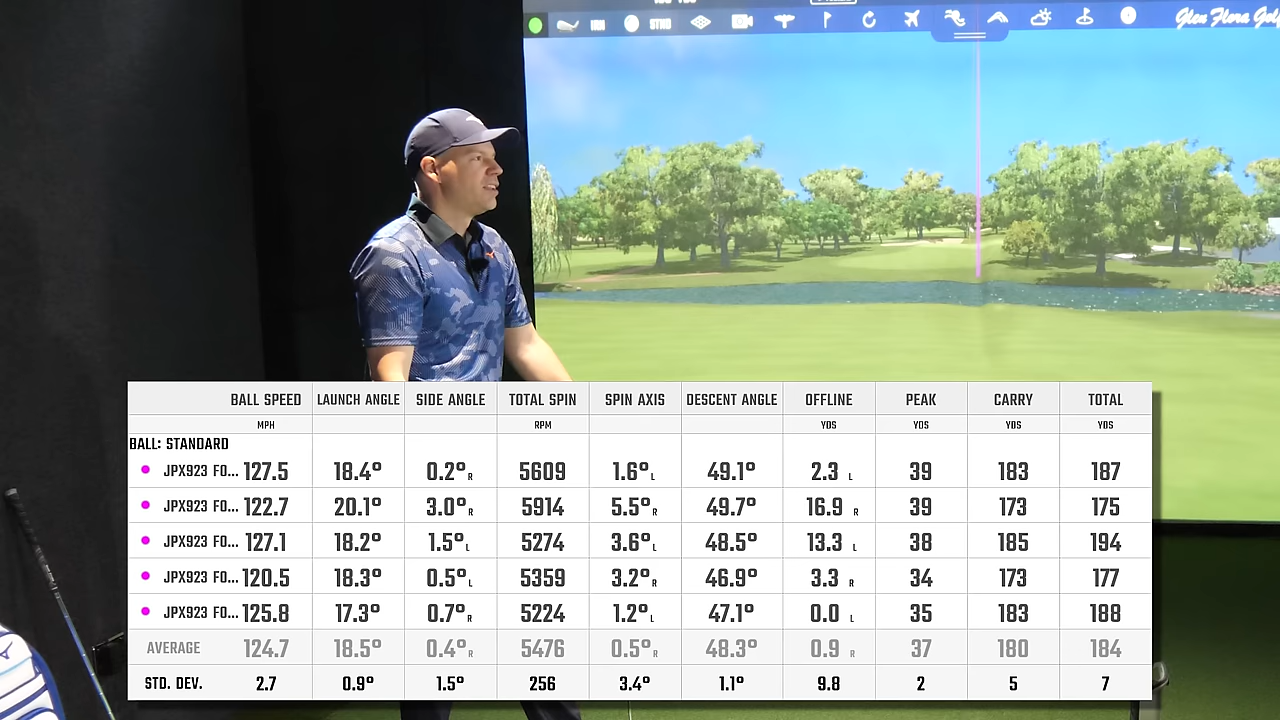 IRN STND Glen Flora Gol
BALL SPEED LAUNCH ANGLE SIDE ANGLE TOTAL SPIN SPIN AXIS DESCENT ANGLE OFFLINE PEAK CARRY TOTAL
MPH RPM YDS YDS YDS YDS
BALL: STANDARD
JPX923 FO... 127.5 18.4° 0.2° R 5609 1.6° L 49.1° 2.3 L 39 183 187
JPX923 FO... 122.7 20.1° 3.0° R 5914 5.5° R 49.7° 16.9 R 39 173 175
JPX923 FO... 127.1 18.2° 1.5° L 5274 3.6° L 48.5° 13.3 L 38 185 194
JPX923 FO... 120.5 18.3° 0.5° L 5359 3.2° R 46.9° 3.3 R 34 173 177
JPX923 FO... 125.8 17.3° 0.7° R 5224 1.2° L 47.1° 0.0 L 35 183 188
AVERAGE 124.7 18.5° 0.4° R 5476 0.5° R 48.3° 0.9 R 37 180 184
STD. DEV. 2.7 0.9° 1.5° 256 3.4° 1.1° 9.8 2 5 7